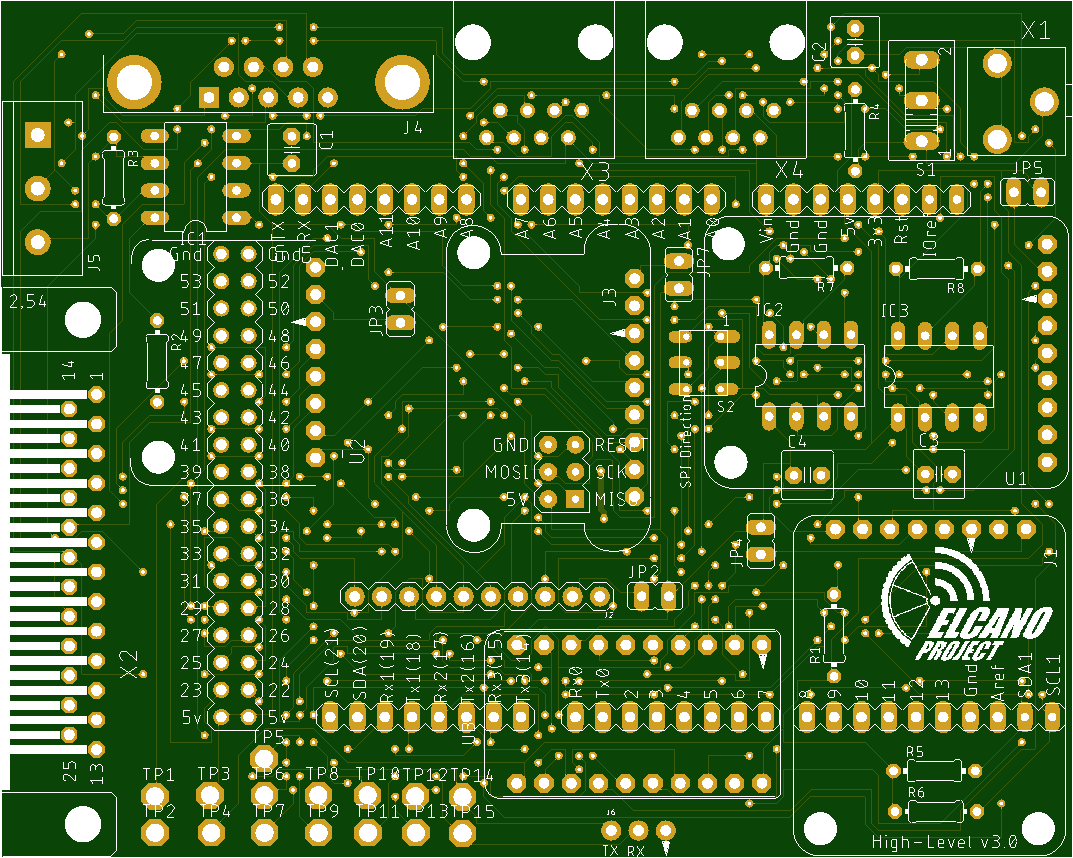 X1
C2
2
R4
J4
C1
R3
X3
X4
1
S1
JP5
J5
IC1
TX
CNRX
DAC1
DAC0
A11
A10
A9
A8
A7
A6
A5
A4
A3
A2
A1
A0
Vin
Gnd
Gnd
5v
3.3
Rst
IOref
Gnd Gnd
53 52
51 50
49 48
47 46
45 44
43 42
41 40
39 38
37 36
35 34
33 32
31 30
29 28
27 26
25 24
23 22
5v 5v
2,54
14
1
R2
JP3
J3
JP7
R7
R8
IC2
IC3
1
S2
SPI Direction
U2
GND RESET
MOSI SCK
5V MISO
C4
C3
U1
JP4
JP2
J2
J1
R1
ELCANO
PROJECT
X2
SCL(21)
SDA(20)
Rx1(19)
Tx1(18)
Rx2(17)
Tx2(16)
Rx3(15)
Tx3(14)
Rx0
Tx0
2
3
4
5
6
7
8
9
10
11
12
13
Gnd
Aref
SDA1
SCL1
U3
TP5
25
13
TP1 TP3 TP6 TP8 TP10 TP12 TP14
TP2 TP4 TP7 TP9 TP11 TP13 TP15
R5
R6
J6
TX RX
High-Level v3.0